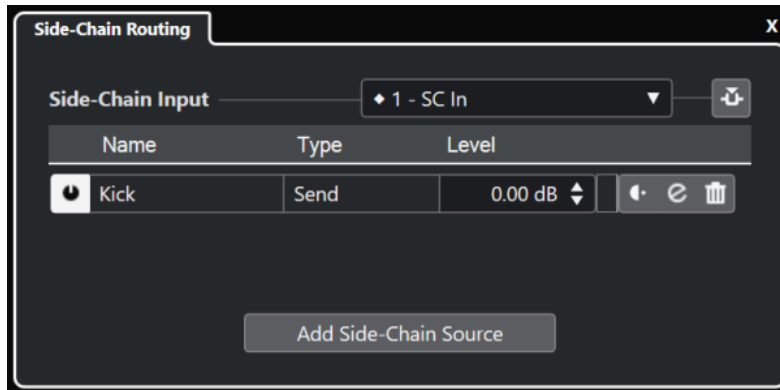 Side-Chain Routing X
Side-Chain Input 1 - SC In
Name Type Level
Kick Send 0.00 dB
Add Side-Chain Source